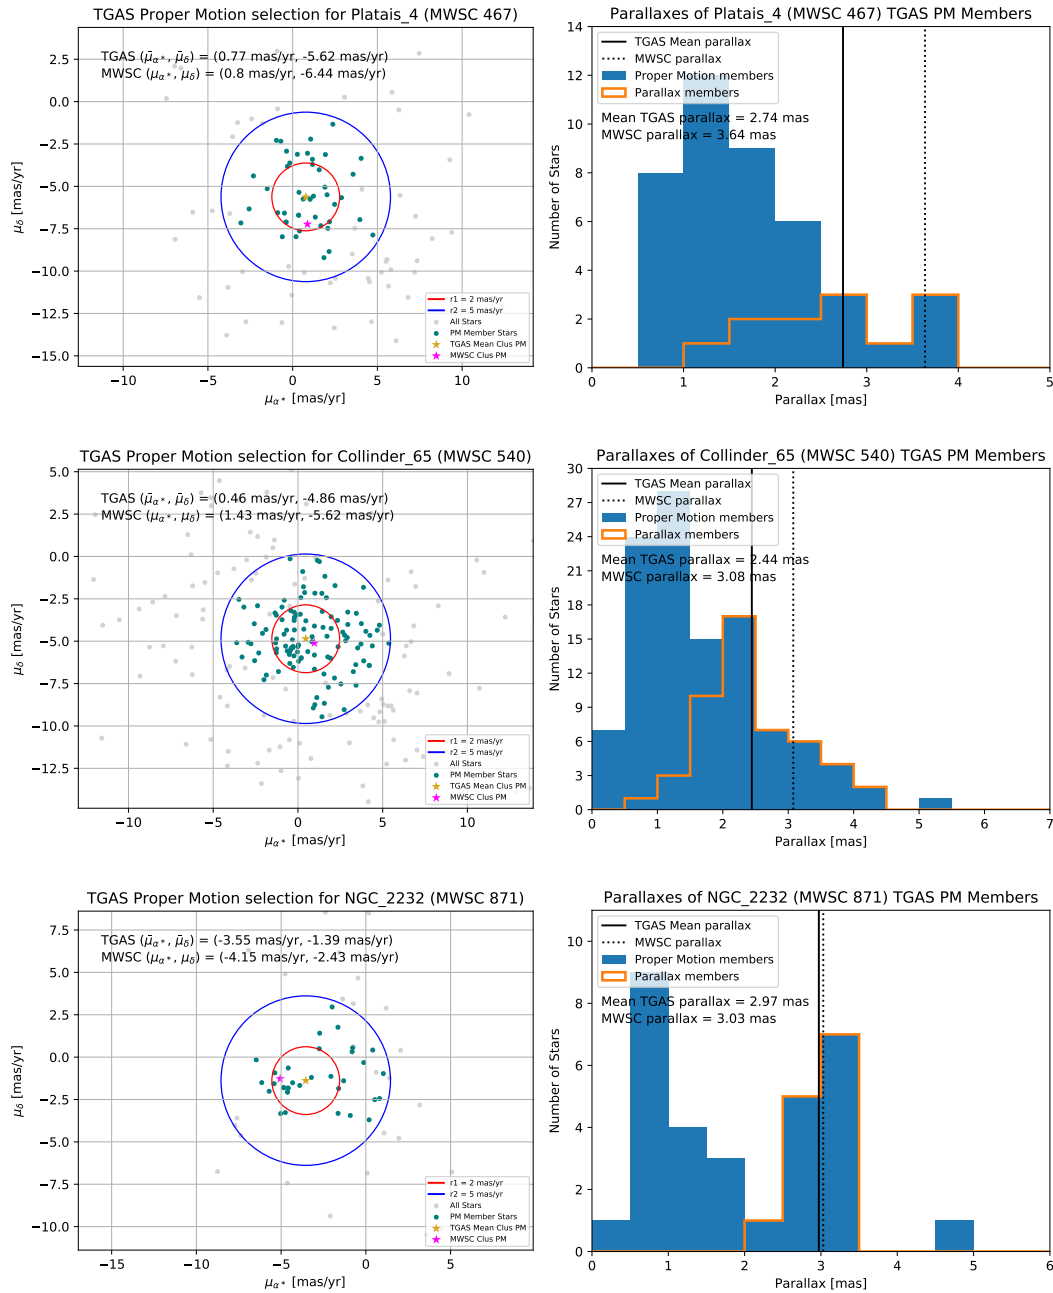 TGAS Proper Motion selection for Platais_4 (MWSC 467)
TGAS (μ̄α*, μ̄δ) = (0.77 mas/yr, -5.62 mas/yr)
MWSC (μα*, μδ) = (0.8 mas/yr, -6.44 mas/yr)
2.5
0.0
−2.5
−5.0
−7.5
−10.0
−12.5
−15.0
μδ [mas/yr]
r1 = 2 mas/yr
r2 = 5 mas/yr
All Stars
PM Member Stars
TGAS Mean Clus PM
MWSC Clus PM
−10 −5 0 5 10
μα* [mas/yr]
Parallaxes of Platais_4 (MWSC 467) TGAS PM Members
TGAS Mean parallax
MWSC parallax
Proper Motion members
Parallax members
Mean TGAS parallax = 2.74 mas
MWSC parallax = 3.64 mas
14
12
10
8
6
4
2
0
Number of Stars
0 1 2 3 4 5
Parallax [mas]
TGAS Proper Motion selection for Collinder_65 (MWSC 540)
TGAS (μ̄α*, μ̄δ) = (0.46 mas/yr, -4.86 mas/yr)
MWSC (μα*, μδ) = (1.43 mas/yr, -5.62 mas/yr)
5.0
2.5
0.0
−2.5
−5.0
−7.5
−10.0
−12.5
μδ [mas/yr]
r1 = 2 mas/yr
r2 = 5 mas/yr
All Stars
PM Member Stars
TGAS Mean Clus PM
MWSC Clus PM
−10 −5 0 5 10
μα* [mas/yr]
Parallaxes of Collinder_65 (MWSC 540) TGAS PM Members
TGAS Mean parallax
MWSC parallax
Proper Motion members
Parallax members
Mean TGAS parallax = 2.44 mas
MWSC parallax = 3.08 mas
30
27
24
21
18
15
12
9
6
3
0
Number of Stars
0 1 2 3 4 5 6 7
Parallax [mas]
TGAS Proper Motion selection for NGC_2232 (MWSC 871)
TGAS (μ̄α*, μ̄δ) = (-3.55 mas/yr, -1.39 mas/yr)
MWSC (μα*, μδ) = (-4.15 mas/yr, -2.43 mas/yr)
7.5
5.0
2.5
0.0
−2.5
−5.0
−7.5
−10.0
μδ [mas/yr]
r1 = 2 mas/yr
r2 = 5 mas/yr
All Stars
PM Member Stars
TGAS Mean Clus PM
MWSC Clus PM
−15 −10 −5 0 5
μα* [mas/yr]
Parallaxes of NGC_2232 (MWSC 871) TGAS PM Members
TGAS Mean parallax
MWSC parallax
Proper Motion members
Parallax members
Mean TGAS parallax = 2.97 mas
MWSC parallax = 3.03 mas
10
8
6
4
2
0
Number of Stars
0 1 2 3 4 5 6
Parallax [mas]